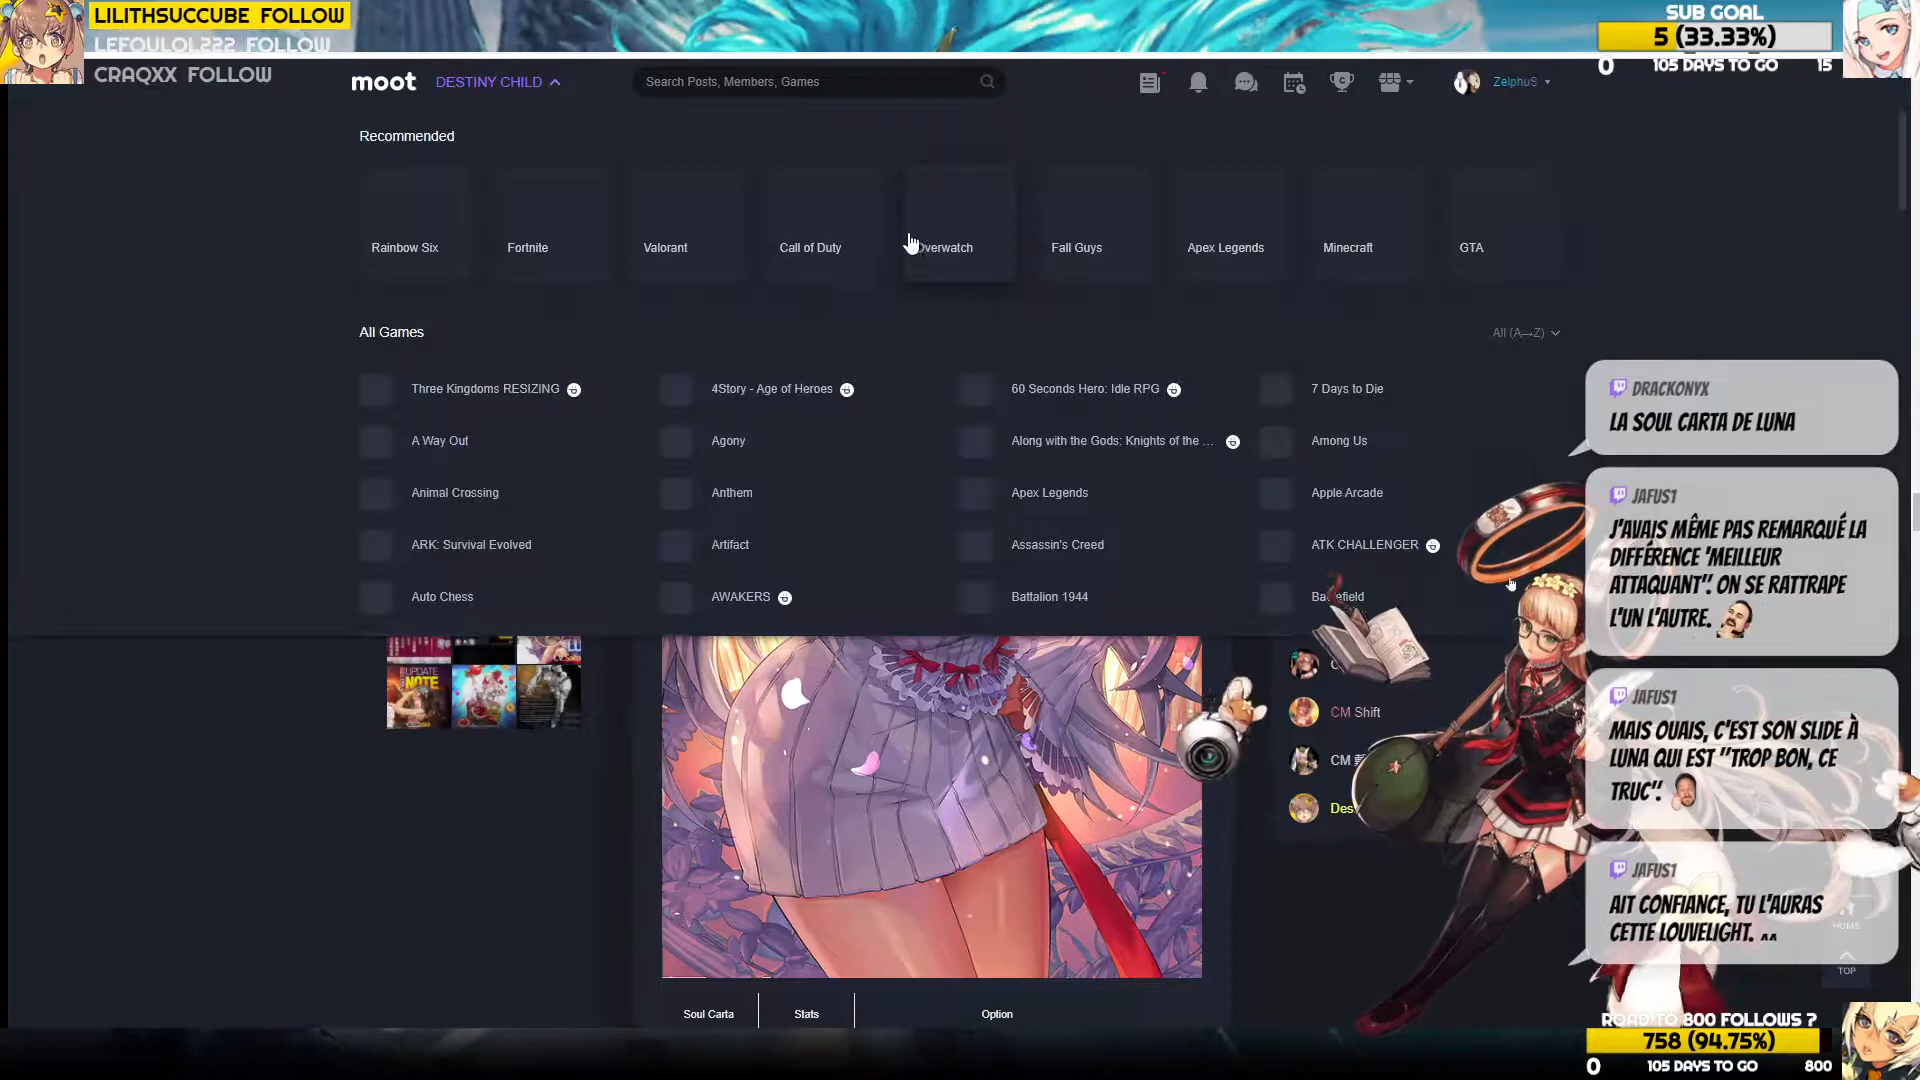 LILITHSUCCUBE FOLLOW
LEFOULOL222 FOLLOW
CRAQXX FOLLOW
SUB GOAL
5 (33.33%)
0 105 DAYS TO GO 15
moot DESTINY CHILD
Search Posts, Members, Games
ZelphuS
Recommended
Rainbow Six
Fortnite
Valorant
Call of Duty
Overwatch
Fall Guys
Apex Legends
Minecraft
GTA
All Games
All (A→Z)
Three Kingdoms RESIZING
4Story - Age of Heroes
60 Seconds Hero: Idle RPG
7 Days to Die
A Way Out
Agony
Along with the Gods: Knights of the ...
Among Us
Animal Crossing
Anthem
Apex Legends
Apple Arcade
ARK: Survival Evolved
Artifact
Assassin's Creed
ATK CHALLENGER
Auto Chess
AWAKERS
Battalion 1944
Battlefield
UPDATE
NOTE
CM Shift
CM
Des
Soul Carta
Stats
Option
DRACKONYX
LA SOUL CARTA DE LUNA
JAFUS1
J'AVAIS MÊME PAS REMARQUÉ LA
DIFFÉRENCE 'MEILLEUR
ATTAQUANT". ON SE RATTRAPE
L'UN L'AUTRE.
JAFUS1
MAIS OUAIS, C'EST SON SLIDE À
LUNA QUI EST "TROP BON, CE
TRUC".
JAFUS1
AIT CONFIANCE, TU L'AURAS
CETTE LOUVELIGHT. ^^
HOME
TOP
ROAD TO 800 FOLLOWS ?
758 (94.75%)
0 105 DAYS TO GO 800